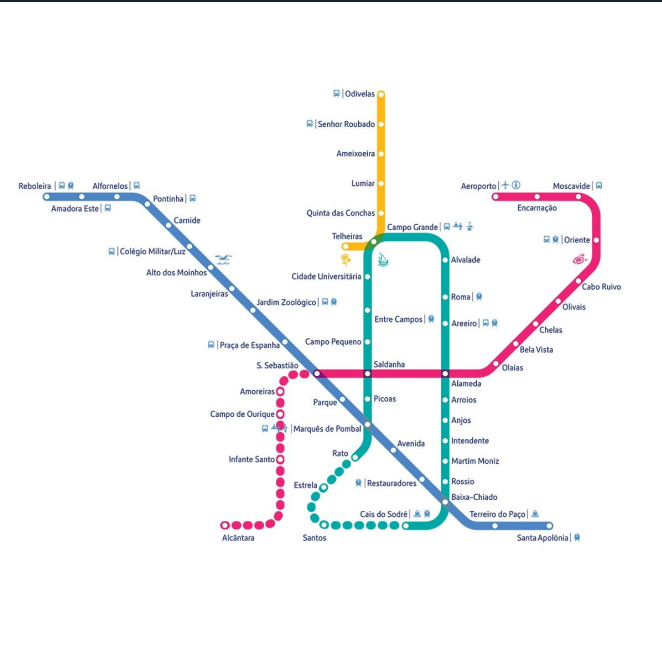 Odivelas
Senhor Roubado
Ameixoeira
Lumiar
Quinta das Conchas
Telheiras
Campo Grande
Reboleira
Alfornelos
Amadora Este
Pontinha
Carnide
Colégio Militar/Luz
Alto dos Moinhos
Laranjeiras
Jardim Zoológico
Praça de Espanha
S. Sebastião
Aeroporto
Moscavide
Encarnação
Oriente
Cabo Ruivo
Olivais
Chelas
Bela Vista
Olaias
Cidade Universitária
Entre Campos
Campo Pequeno
Saldanha
Picoas
Alvalade
Roma
Areeiro
Alameda
Arroios
Anjos
Intendente
Martim Moniz
Rossio
Baixa-Chiado
Amoreiras
Campo de Ourique
Infante Santo
Alcântara
Parque
Marquês de Pombal
Avenida
Rato
Restauradores
Estrela
Santos
Cais do Sodré
Terreiro do Paço
Santa Apolónia